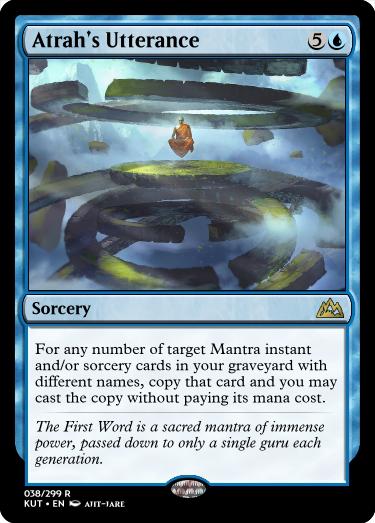 Atrah's Utterance 5
Sorcery
For any number of target Mantra instant
and/or sorcery cards in your graveyard with
different names, copy that card and you may
cast the copy without paying its mana cost.
The First Word is a sacred mantra of immense
power, passed down to only a single guru each
generation.
038/299 R
KUT • EN AJIT-JARE